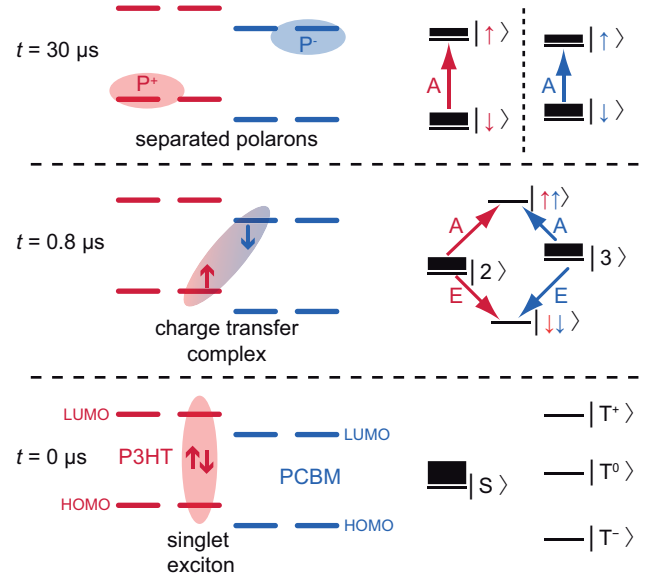 t = 30 µs
P⁺
P⁻
separated polarons
A
|↑⟩
|↓⟩
A
|↑⟩
|↓⟩
t = 0.8 µs
charge transfer
complex
|↑↑⟩
A
A
|2⟩
|3⟩
E
E
|↓↓⟩
t = 0 µs
LUMO
P3HT
HOMO
LUMO
PCBM
HOMO
singlet
exciton
|S⟩
|T⁺⟩
|T⁰⟩
|T⁻⟩